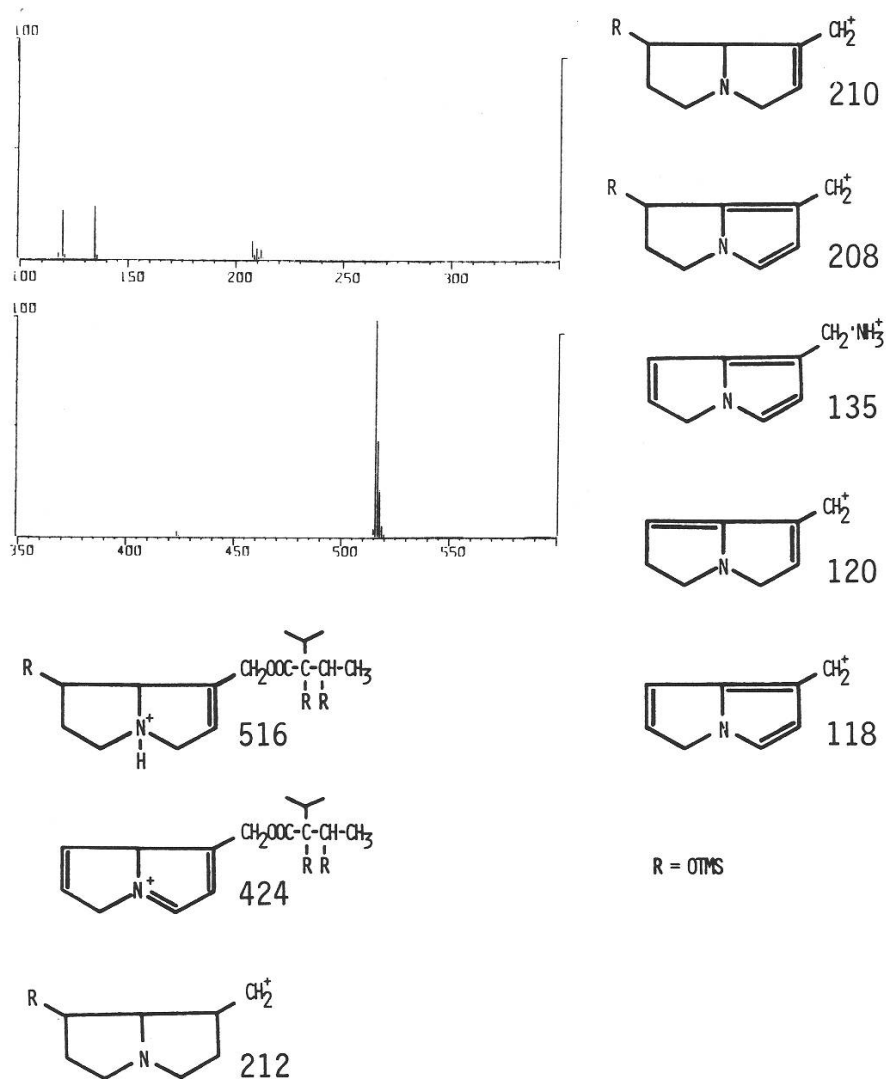 100
100 150 200 250 300
100
350 400 450 500 550
R CH₂⁺
N 210
R CH₂⁺
N 208
CH₂·NH₃⁺
N 135
CH₂⁺
N 120
CH₂⁺
N 118
R CH₂OOC-C-CH-CH₃
R R
N⁺ 516
H
CH₂OOC-C-CH-CH₃
R R
N⁺ 424
R CH₂⁺
N 212
R = OTMS